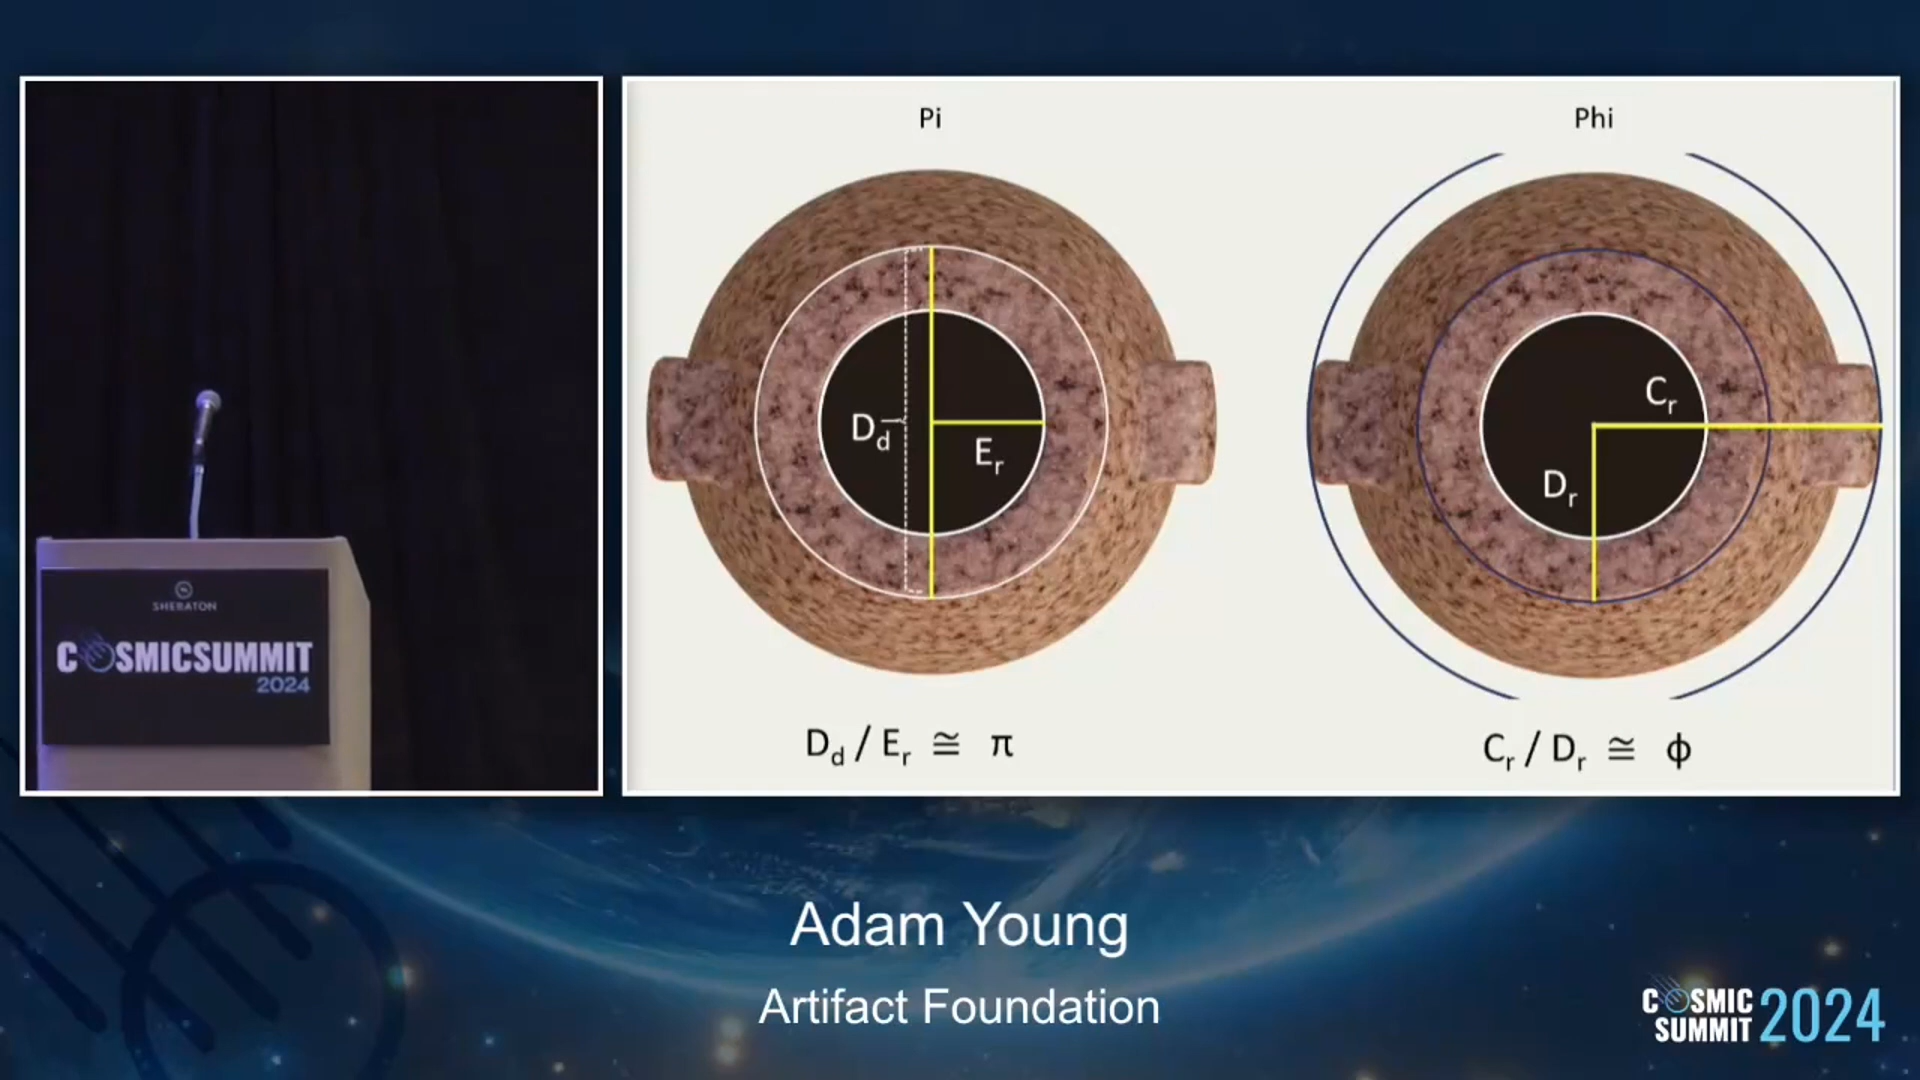 Pi
Phi
Dd
Er
Cr
Dr
Dd / Er ≅ π
Cr / Dr ≅ ϕ
SHERATON
COSMICSUMMIT
2024
Adam Young
Artifact Foundation
COSMIC
SUMMIT 2024